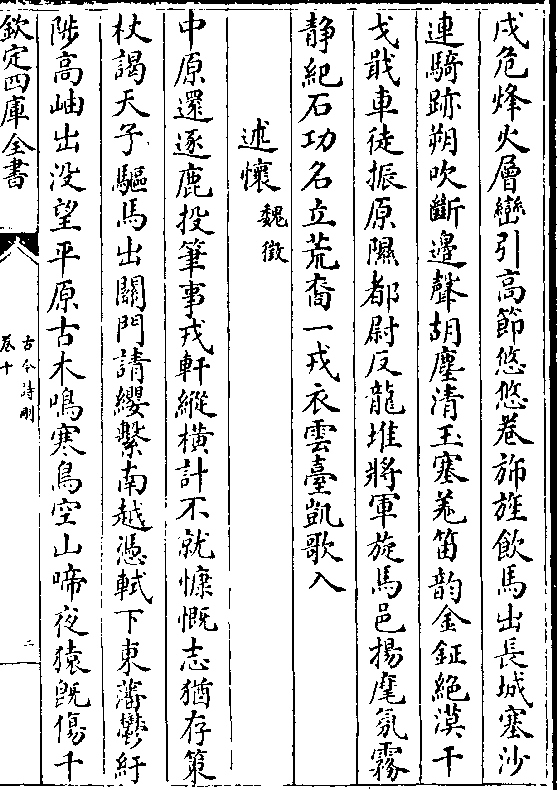 戍危烽火層巒引高節悠悠卷斾旌飲馬出長城塞沙
連騎跡朔吹斷邊聲胡塵清玉塞羌笛韵金鉦絶漠干
戈戢車徒振原隰都尉反龍堆將軍旋馬邑揚麾氛霧
静紀石功名立荒裔一戎衣雲臺凱歌入
述懷 魏徵
中原還逐鹿投筆事戎軒縱橫計不就慷慨志猶存策
杖謁天子驅馬出關門請纓繫南越憑軾下東藩鬱紆
陟高岫出没望平原古木鳴寒鳥空山啼夜猿既傷千
欽定四庫全書
古今詩刪
卷十
二